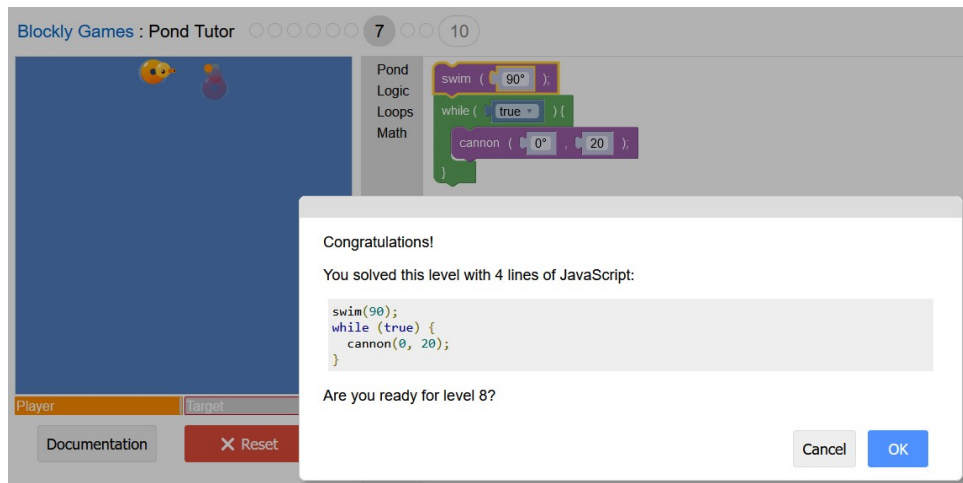 Blockly Games : Pond Tutor 7 10
Pond
Logic
Loops
Math
swim ( 90° );
while ( true ▾ ) {
cannon ( 0° , 20 );
}
Congratulations!
You solved this level with 4 lines of JavaScript:
swim(90);
while (true) {
cannon(0, 20);
}
Are you ready for level 8?
Player
Target
Documentation
✕ Reset
Cancel
OK